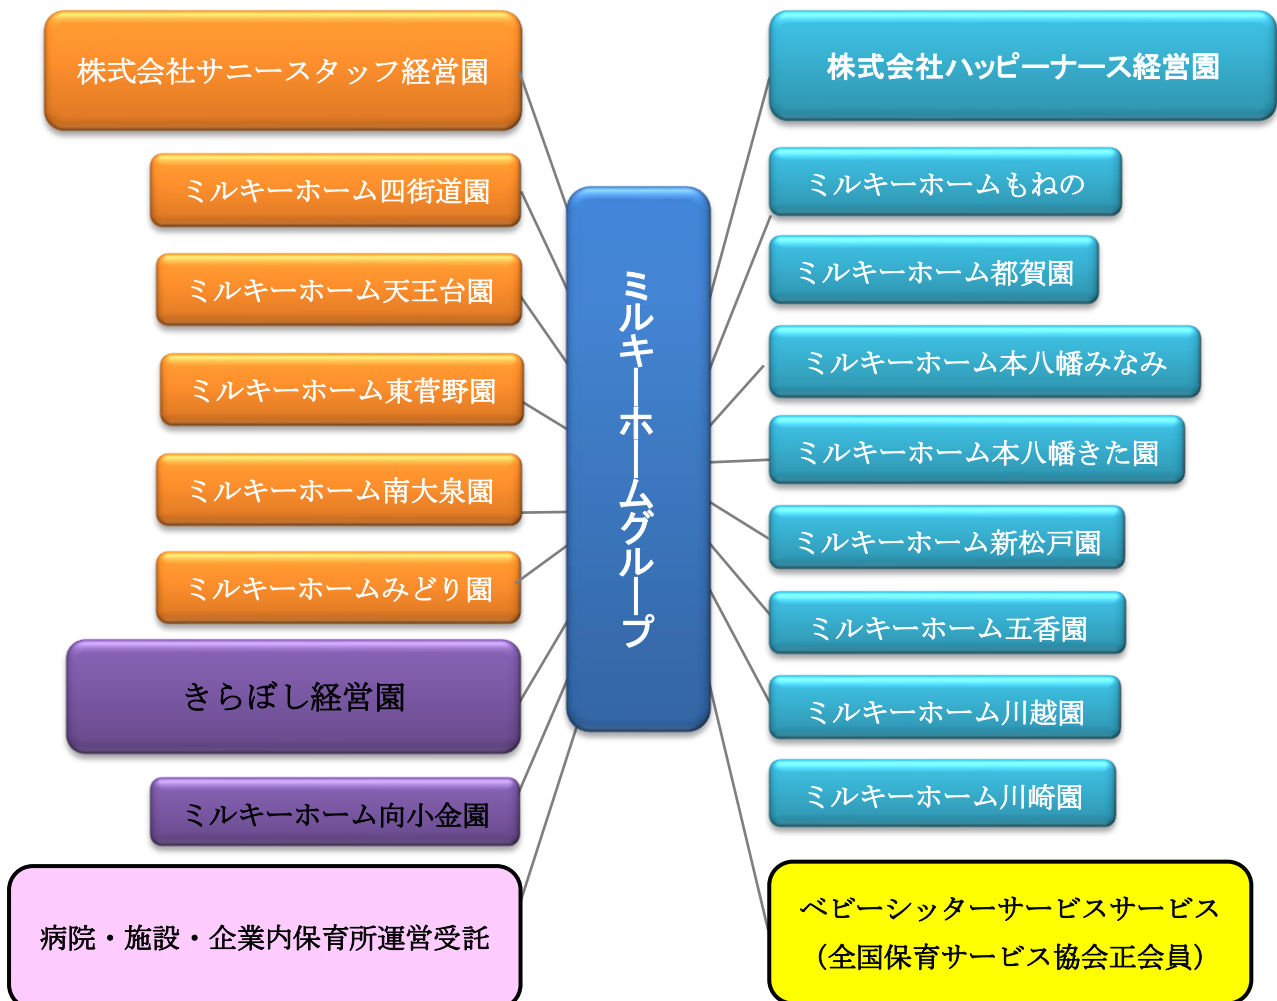 株式会社サニースタッフ経営園
ミルキーホーム四街道園
ミルキーホーム天王台園
ミルキーホーム東菅野園
ミルキーホーム南大泉園
ミルキーホームみどり園
きらぼし経営園
ミルキーホーム向小金園
病院・施設・企業内保育所運営受託
ミルキーホームグループ
株式会社ハッピーナース経営園
ミルキーホームもねの
ミルキーホーム都賀園
ミルキーホーム本八幡みなみ
ミルキーホーム本八幡きた園
ミルキーホーム新松戸園
ミルキーホーム五香園
ミルキーホーム川越園
ミルキーホーム川崎園
ベビーシッターサービスサービス
（全国保育サービス協会正会員）